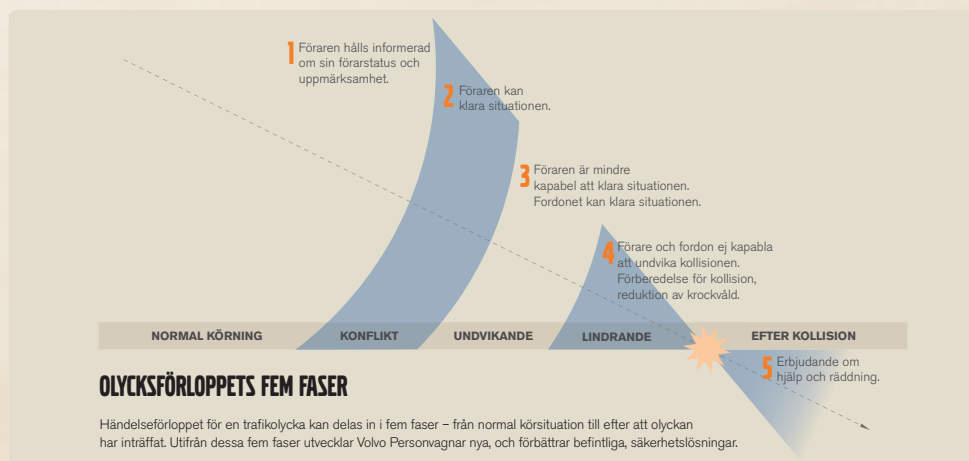 1 Föraren hålls informerad
om sin förarstatus och
uppmärksamhet.
2 Föraren kan
klara situationen.
3 Föraren är mindre
kapabel att klara situationen.
Fordonet kan klara situationen.
4 Förare och fordon ej kapabla
att undvika kollisionen.
Förberedelse för kollision,
reduktion av krockvåld.
NORMAL KÖRNING KONFLIKT UNDVIKANDE LINDRANDE EFTER KOLLISION
5 Erbjudande om
hjälp och räddning.
OLYCKSFÖRLOPPETS FEM FASER
Händelseförloppet för en trafikolycka kan delas in i fem faser – från normal körsituation till efter att olyckan
har inträffat. Utifrån dessa fem faser utvecklar Volvo Personvagnar nya, och förbättrar befintliga, säkerhetslösningar.